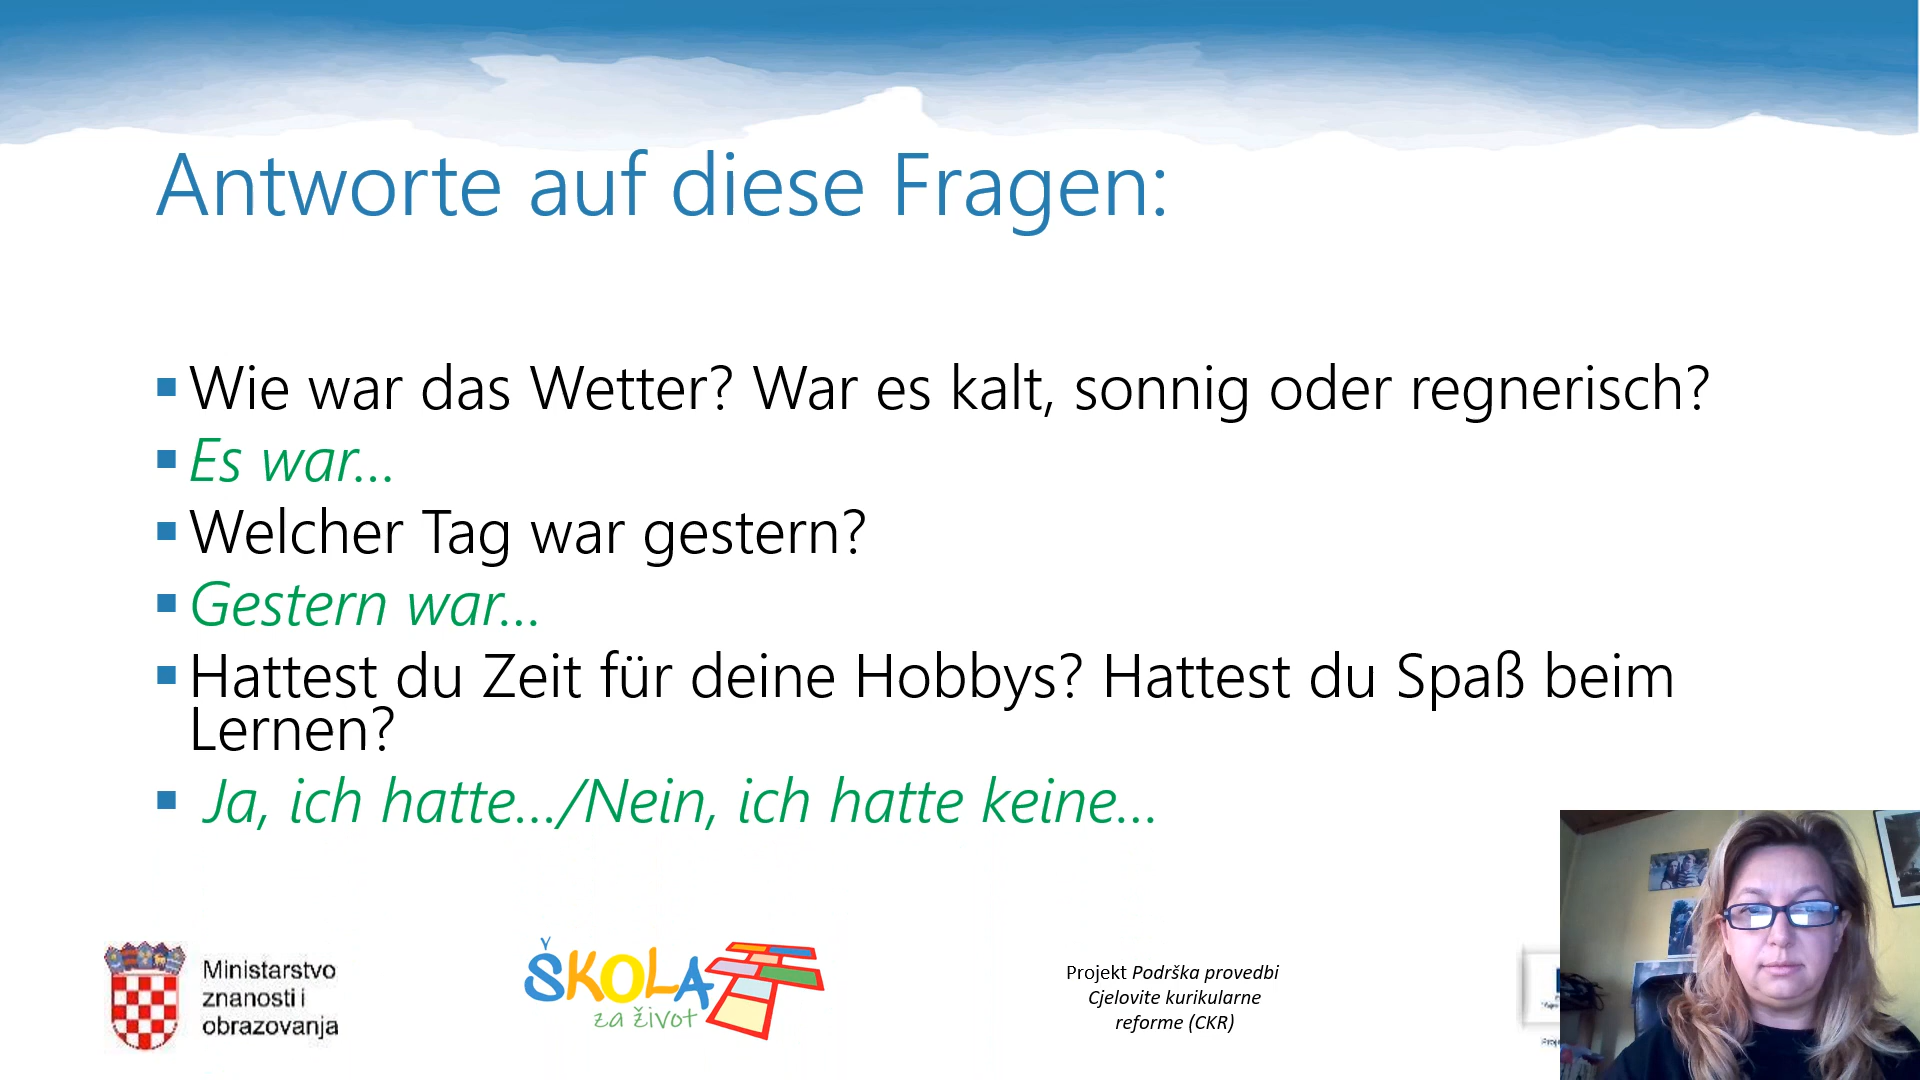 Antworte auf diese Fragen:
Wie war das Wetter? War es kalt, sonnig oder regnerisch?
Es war...
Welcher Tag war gestern?
Gestern war...
Hattest du Zeit für deine Hobbys? Hattest du Spaß beim
Lernen?
Ja, ich hatte.../Nein, ich hatte keine...
Ministarstvo
znanosti i
obrazovanja
ŠKOLA
za život
Projekt Podrška provedbi
Cjelovite kurikularne
reforme (CKR)